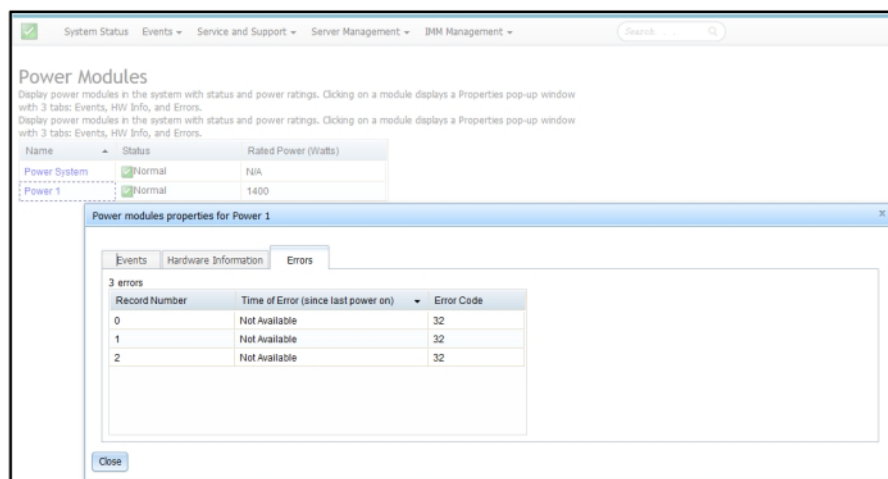 System Status Events Service and Support Server Management IMM Management Search...
Power Modules
Display power modules in the system with status and power ratings. Clicking on a module displays a Properties pop-up window
with 3 tabs: Events, HW Info, and Errors.
Display power modules in the system with status and power ratings. Clicking on a module displays a Properties pop-up window
with 3 tabs: Events, HW Info, and Errors.
Name Status Rated Power (Watts)
Power System Normal N/A
Power 1 Normal 1400
Power modules properties for Power 1 x
Events Hardware Information Errors
3 errors
Record Number Time of Error (since last power on) Error Code
0 Not Available 32
1 Not Available 32
2 Not Available 32
Close